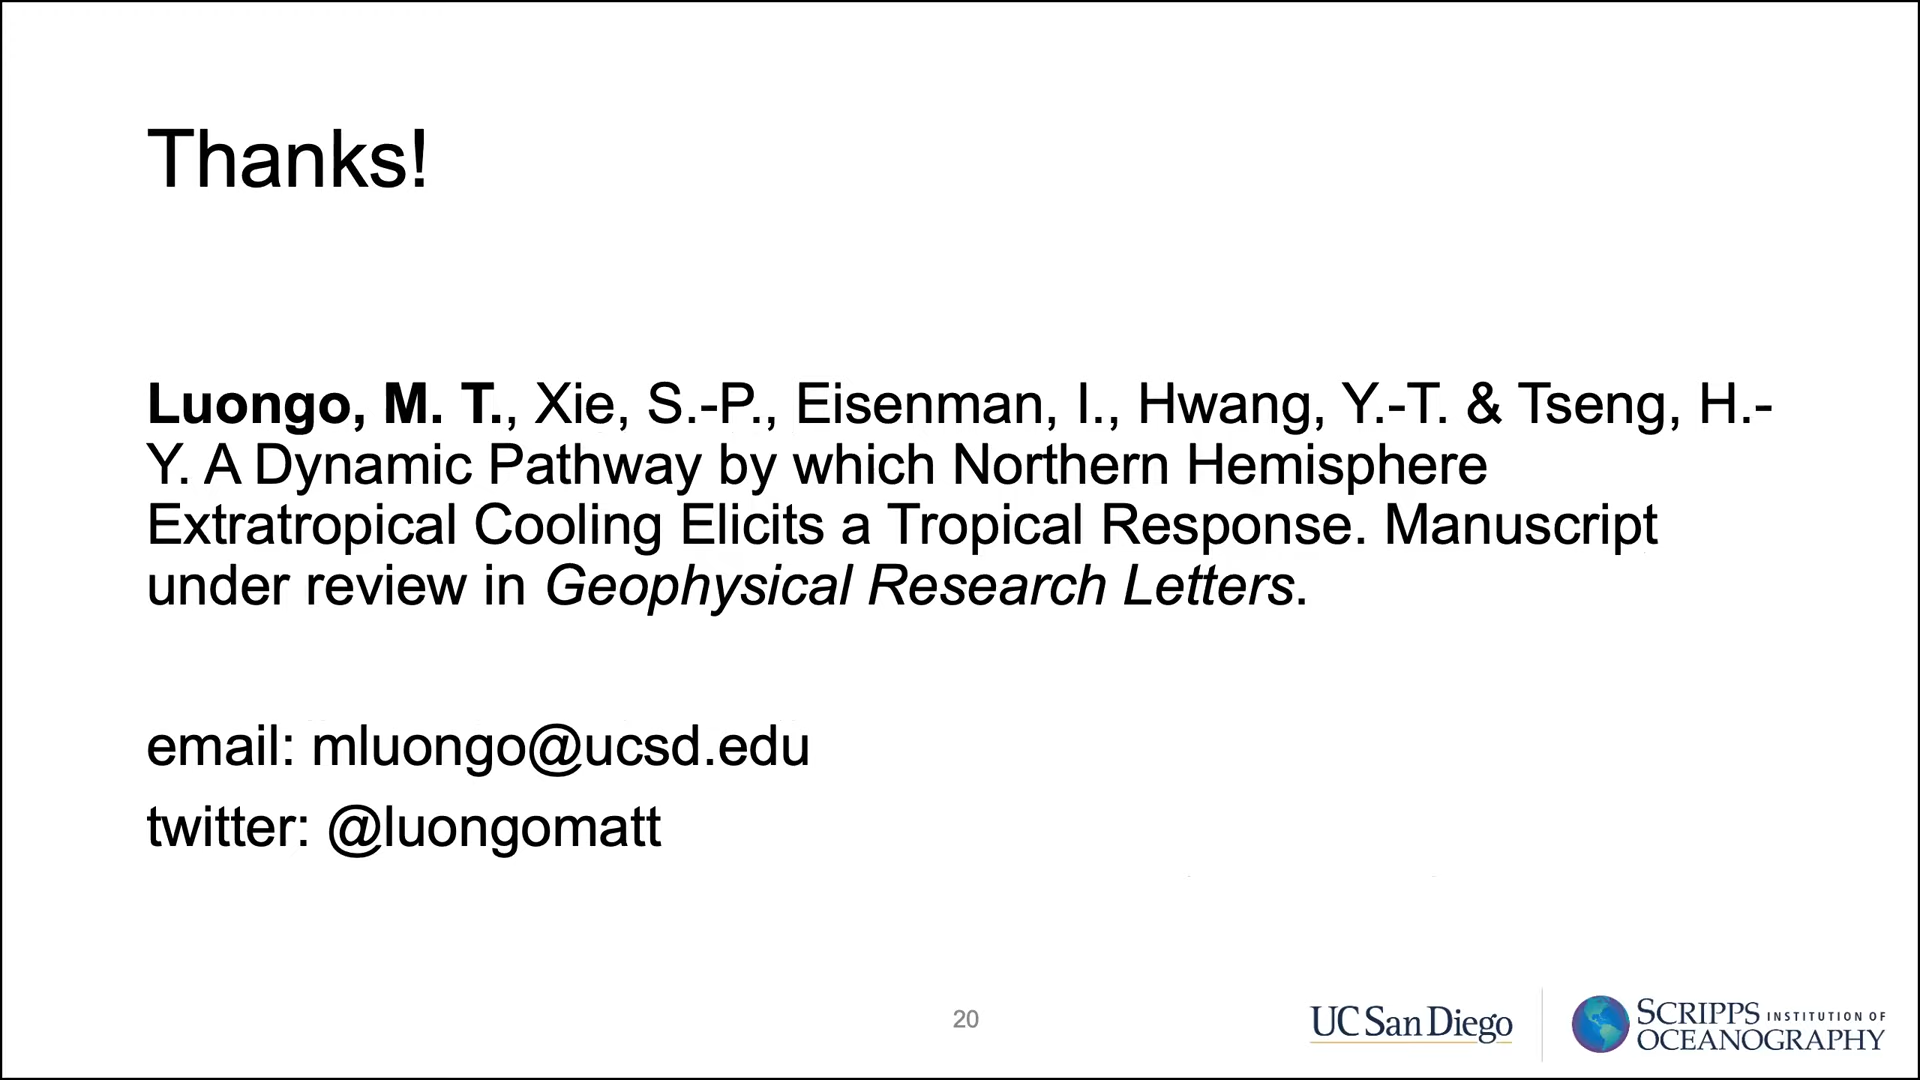 Thanks!
Luongo, M. T., Xie, S.-P., Eisenman, I., Hwang, Y.-T. & Tseng, H.-
Y. A Dynamic Pathway by which Northern Hemisphere
Extratropical Cooling Elicits a Tropical Response. Manuscript
under review in Geophysical Research Letters.
email: mluongo@ucsd.edu
twitter: @luongomatt
20
UC San Diego
SCRIPPS INSTITUTION OF
OCEANOGRAPHY